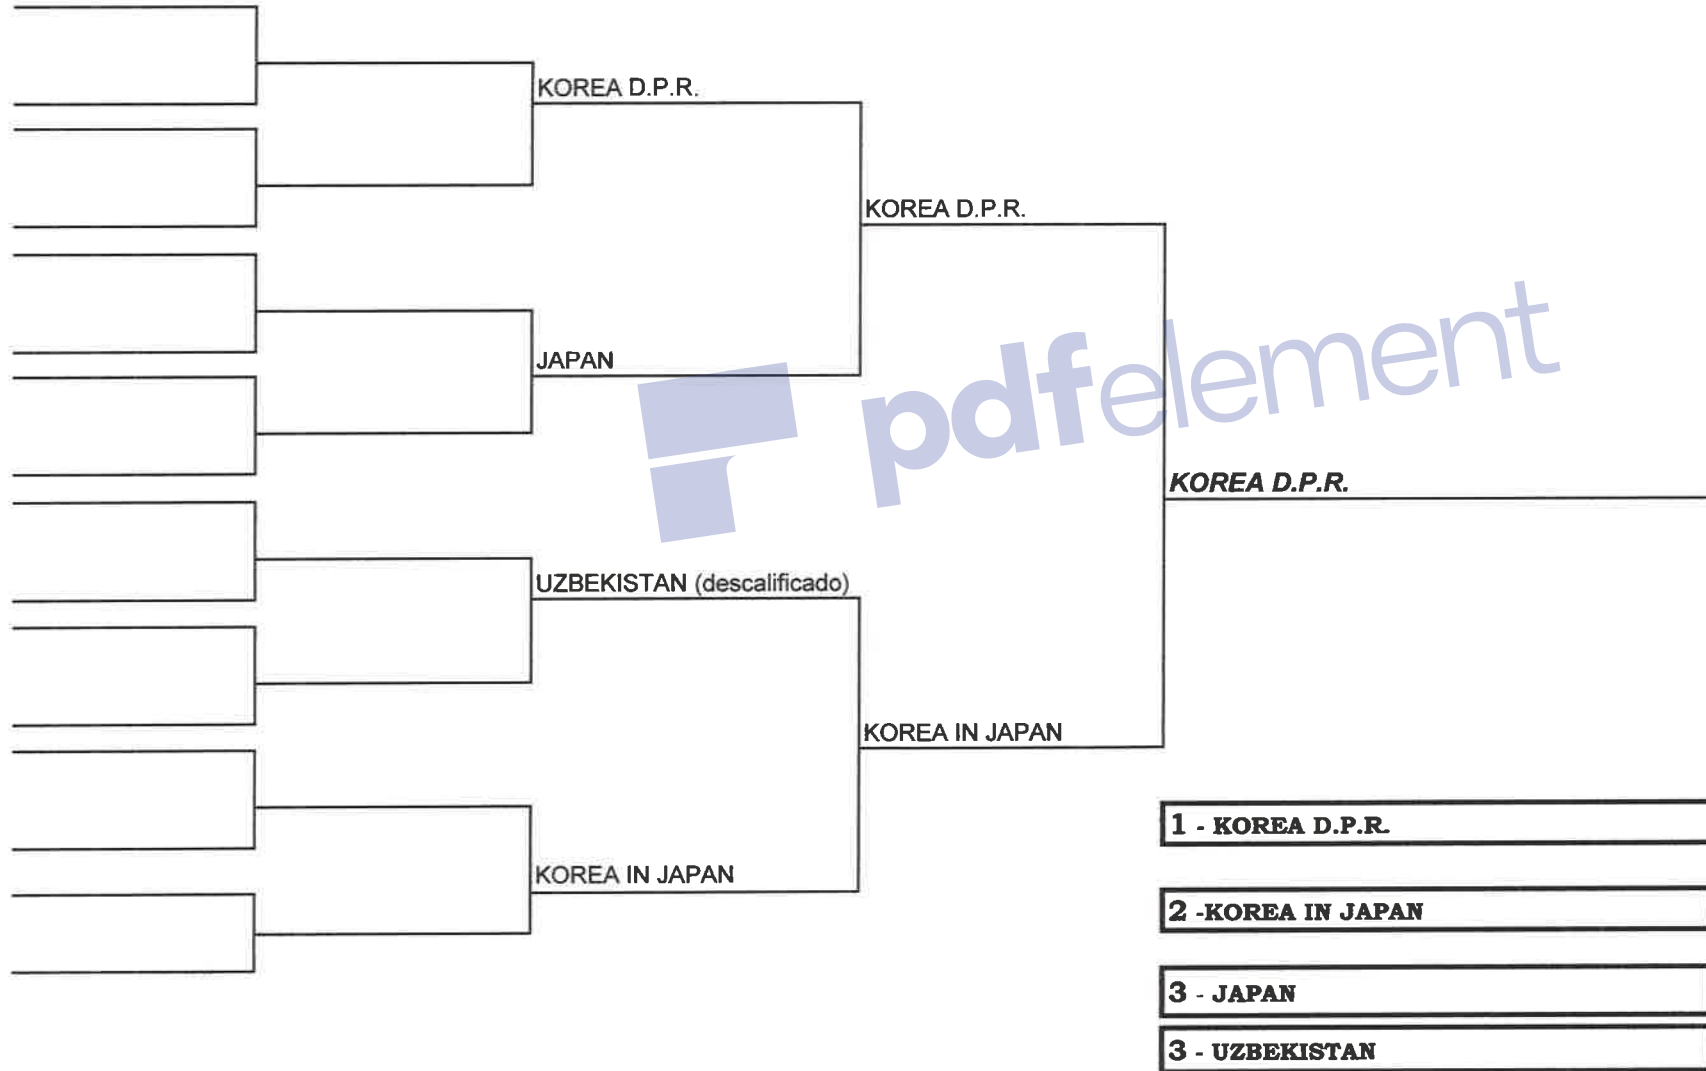 KOREA D.P.R.
KOREA D.P.R.
JAPAN
pdfelement
KOREA D.P.R.
UZBEKISTAN (descalificado)
KOREA IN JAPAN
KOREA IN JAPAN
1 - KOREA D.P.R.
2 -KOREA IN JAPAN
3 - JAPAN
3 - UZBEKISTAN